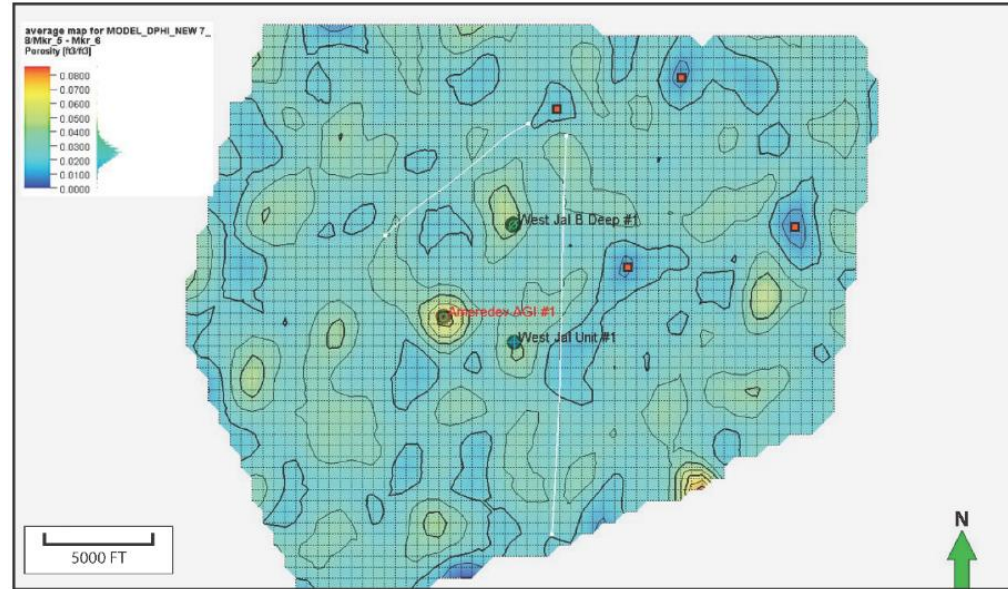 average map for MODEL_DPHI_NEW 7_
B/Mkr_5 - Mkr_6
Porosity [ft3/ft3]
0.0800
0.0700
0.0600
0.0500
0.0400
0.0300
0.0200
0.0100
0.0000
West Jal B Deep #1
Ameredev AGI #1
West Jal Unit #1
5000 FT
N